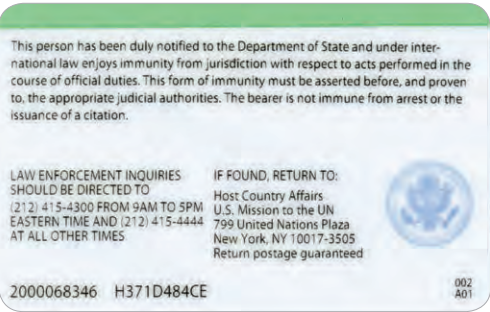 This person has been duly notified to the Department of State and under inter-
national law enjoys immunity from jurisdiction with respect to acts performed in the
course of official duties. This form of immunity must be asserted before, and proven
to, the appropriate judicial authorities. The bearer is not immune from arrest or the
issuance of a citation.
LAW ENFORCEMENT INQUIRIES
SHOULD BE DIRECTED TO
(212) 415-4300 FROM 9AM TO 5PM
EASTERN TIME AND (212) 415-4444
AT ALL OTHER TIMES
IF FOUND, RETURN TO:
Host Country Affairs
U.S. Mission to the UN
799 United Nations Plaza
New York, NY 10017-3505
Return postage guaranteed
2000068346 H371D484CE
002
A01